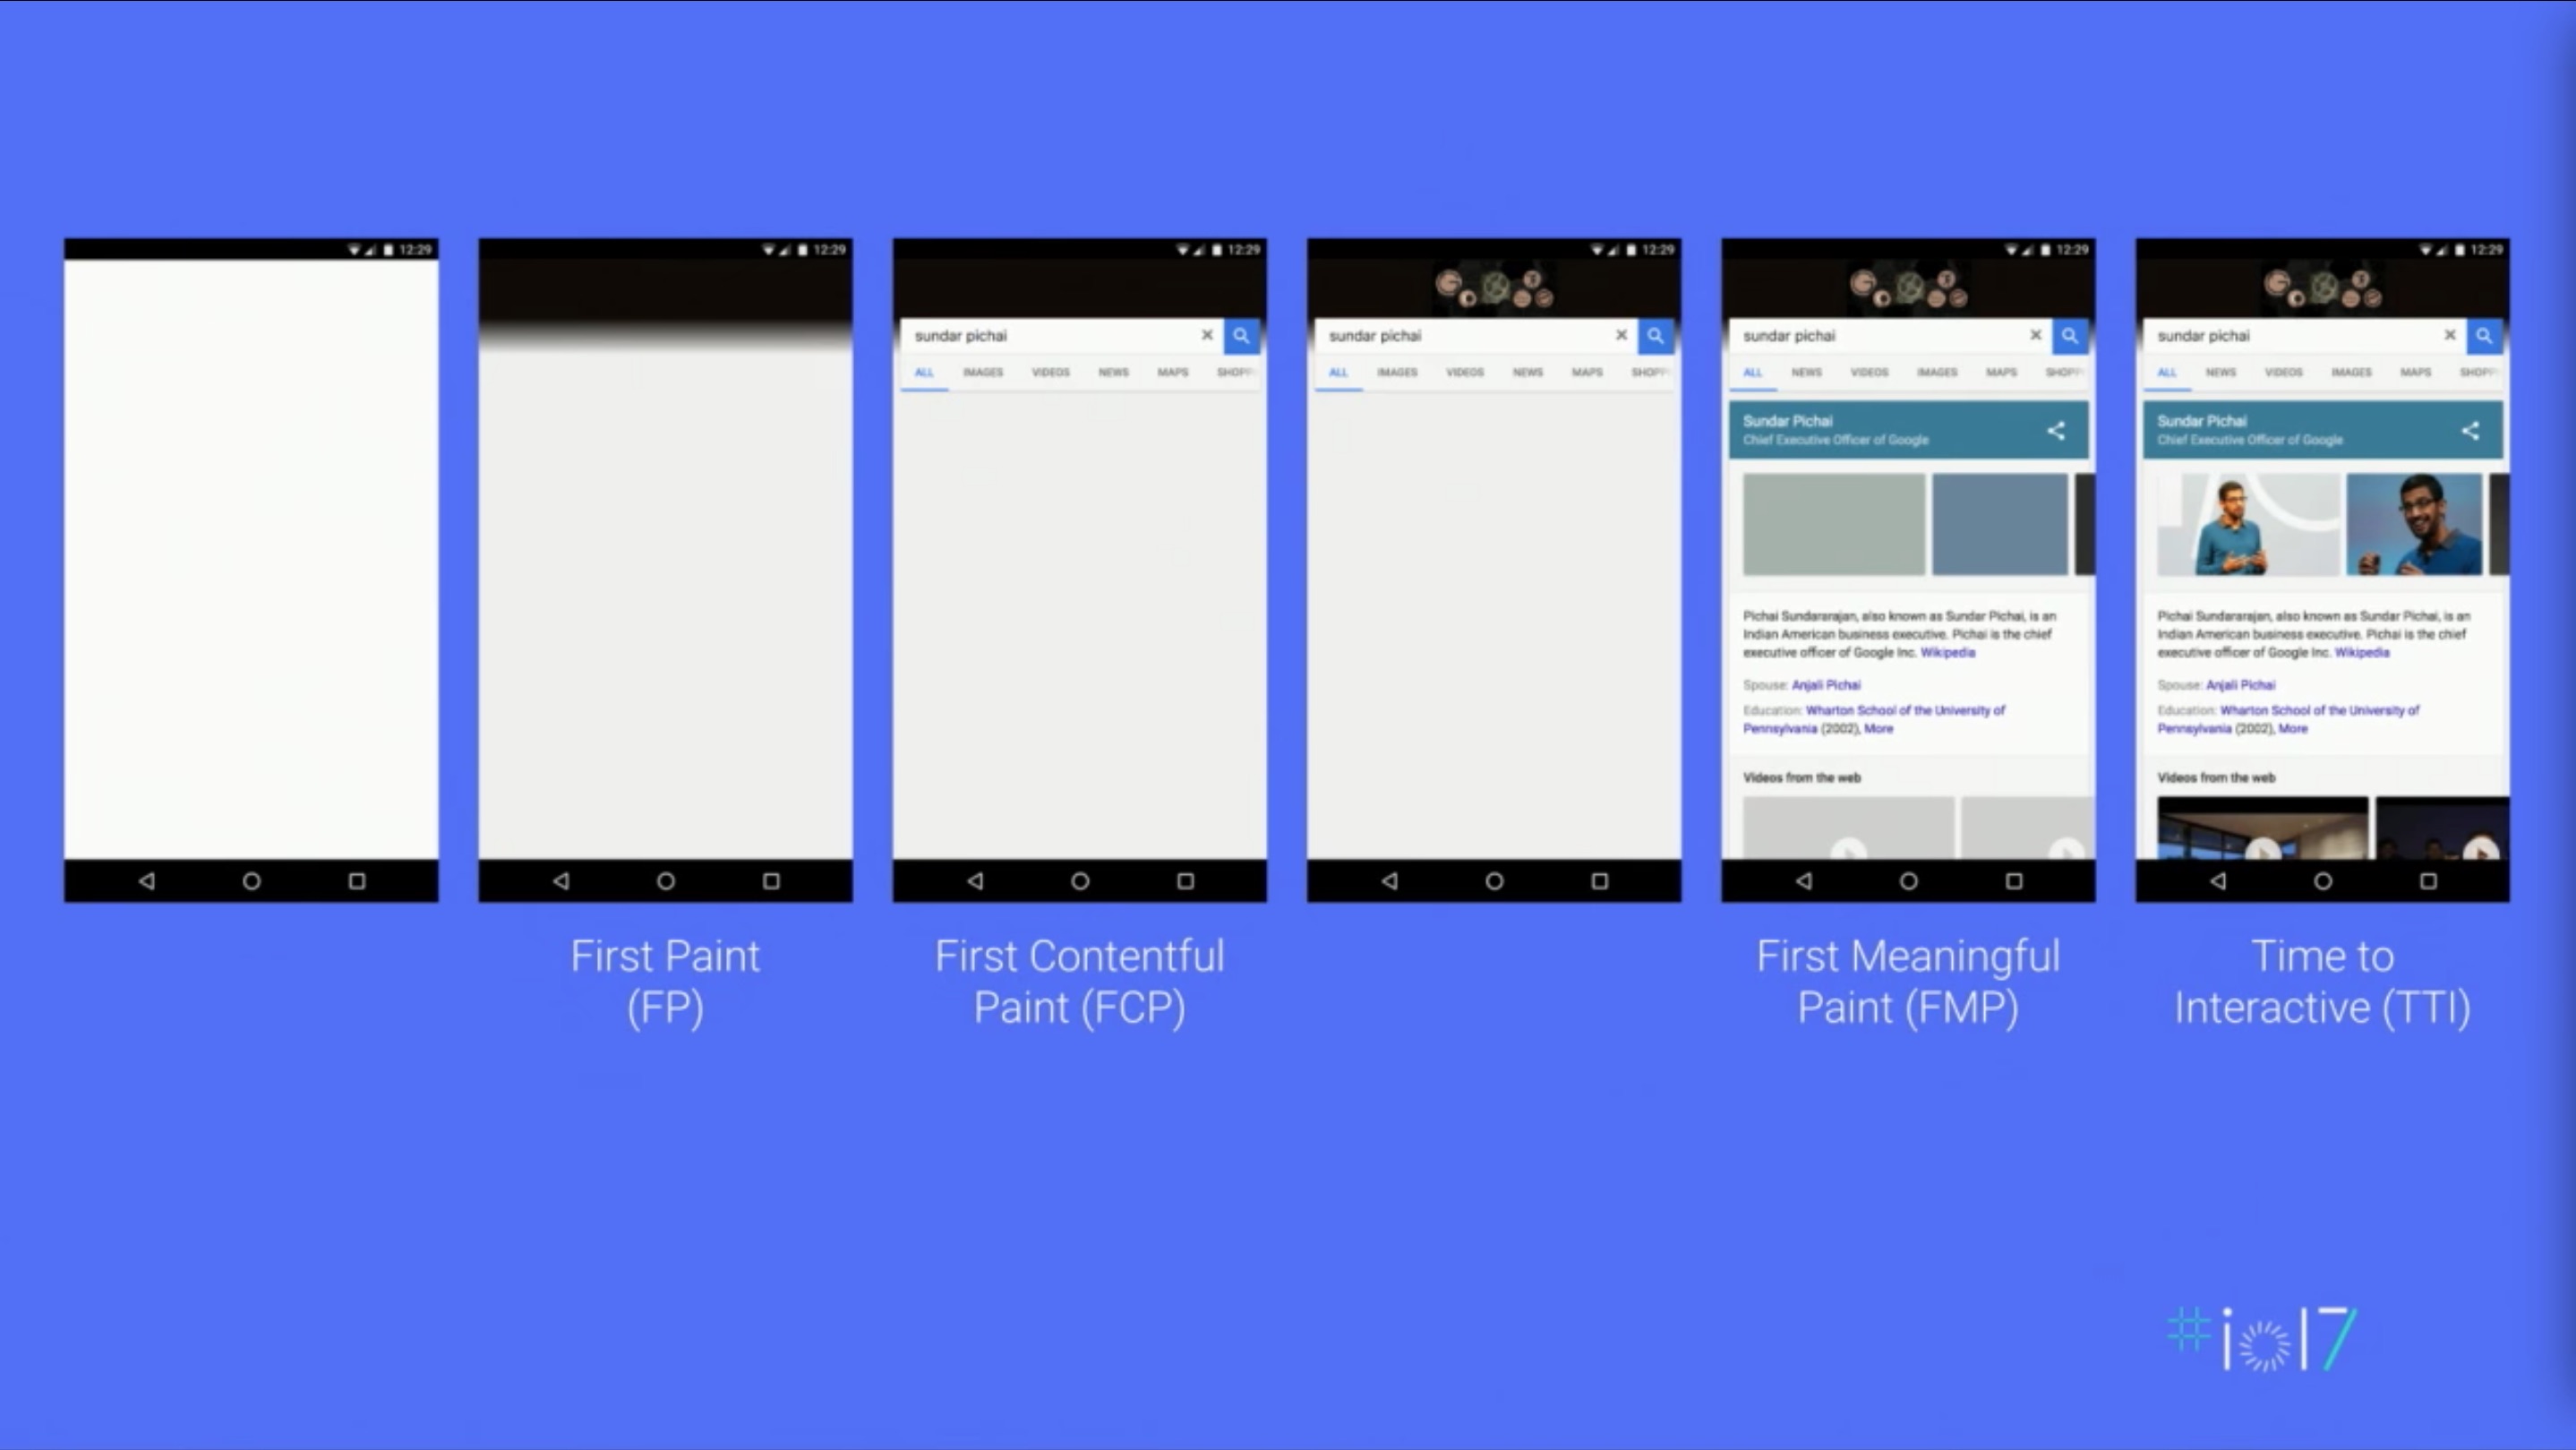 12:29
First Paint
(FP)
12:29
sundar pichai
ALL IMAGES VIDEOS NEWS MAPS SHOPP
First Contentful
Paint (FCP)
12:29
sundar pichai
ALL IMAGES VIDEOS NEWS MAPS SHOPP
12:29
12:29
sundar pichai
ALL NEWS VIDEOS IMAGES MAPS SHOPP
Sundar Pichai
Chief Executive Officer of Google
Pichai Sundararajan, also known as Sundar Pichai, is an
Indian American business executive. Pichai is the chief
executive officer of Google Inc. Wikipedia
Spouse: Anjali Pichai
Education: Wharton School of the University of
Pennsylvania (2002), More
Videos from the web
First Meaningful
Paint (FMP)
12:29
sundar pichai
ALL NEWS VIDEOS IMAGES MAPS SHOPP
Sundar Pichai
Chief Executive Officer of Google
Pichai Sundararajan, also known as Sundar Pichai, is an
Indian American business executive. Pichai is the chief
executive officer of Google Inc. Wikipedia
Spouse: Anjali Pichai
Education: Wharton School of the University of
Pennsylvania (2002), More
Videos from the web
Time to
Interactive (TTI)
#io17